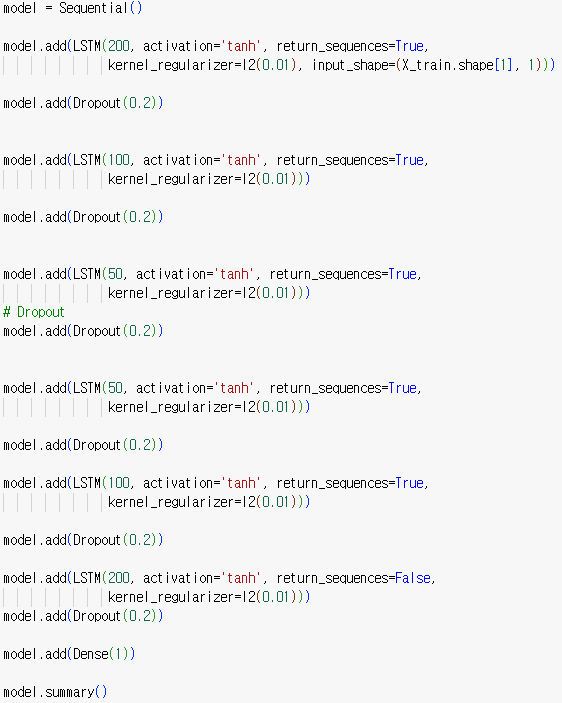 model = Sequential()
model.add(LSTM(200, activation='tanh', return_sequences=True,
kernel_regularizer=l2(0.01), input_shape=(X_train.shape[1], 1)))
model.add(Dropout(0.2))
model.add(LSTM(100, activation='tanh', return_sequences=True,
kernel_regularizer=l2(0.01)))
model.add(Dropout(0.2))
model.add(LSTM(50, activation='tanh', return_sequences=True,
kernel_regularizer=l2(0.01)))
# Dropout
model.add(Dropout(0.2))
model.add(LSTM(50, activation='tanh', return_sequences=True,
kernel_regularizer=l2(0.01)))
model.add(Dropout(0.2))
model.add(LSTM(100, activation='tanh', return_sequences=True,
kernel_regularizer=l2(0.01)))
model.add(Dropout(0.2))
model.add(LSTM(200, activation='tanh', return_sequences=False,
kernel_regularizer=l2(0.01)))
model.add(Dropout(0.2))
model.add(Dense(1))
model.summary()